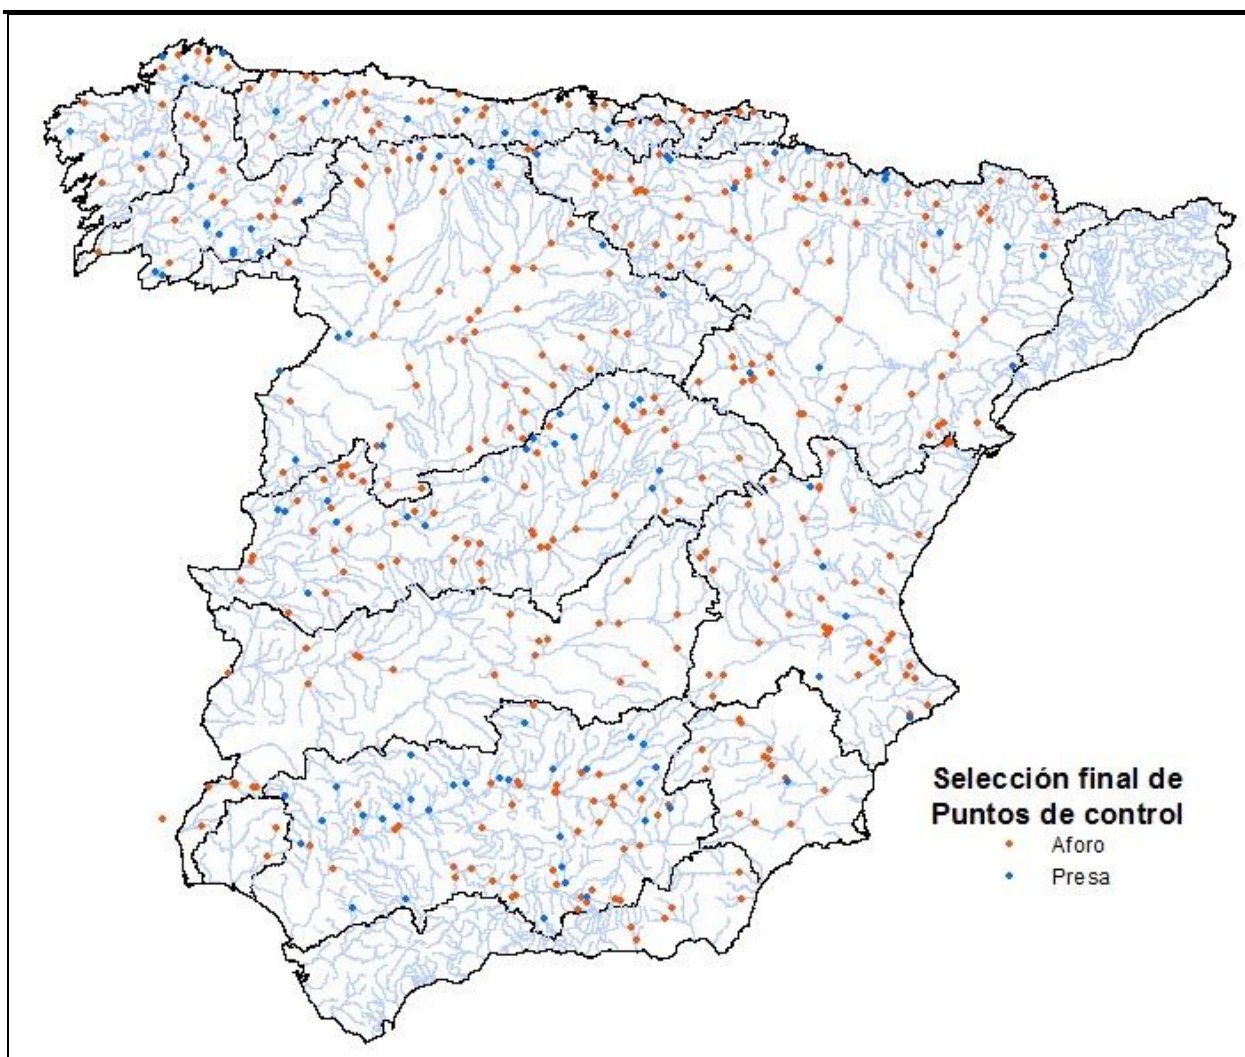 Selección final de
Puntos de control
Aforo
Presa